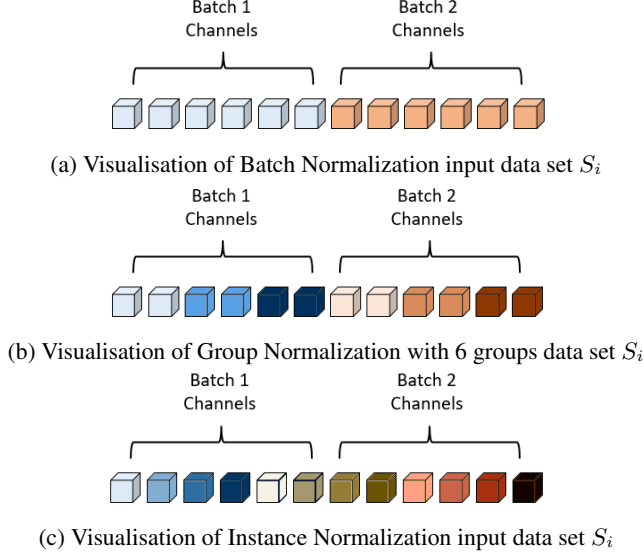 Batch 1
Channels
Batch 2
Channels
(a) Visualisation of Batch Normalization input data set S_i
Batch 1
Channels
Batch 2
Channels
(b) Visualisation of Group Normalization with 6 groups data set S_i
Batch 1
Channels
Batch 2
Channels
(c) Visualisation of Instance Normalization input data set S_i